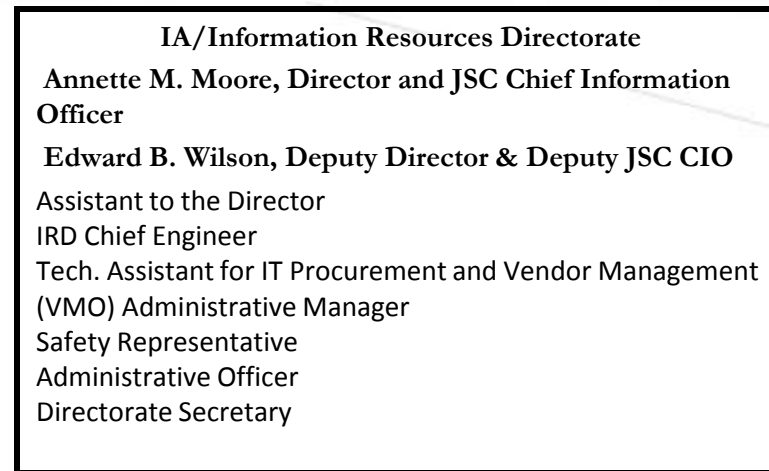 IA/Information Resources Directorate
Annette M. Moore, Director and JSC Chief Information
Officer
Edward B. Wilson, Deputy Director & Deputy JSC CIO
Assistant to the Director
IRD Chief Engineer
Tech. Assistant for IT Procurement and Vendor Management
(VMO) Administrative Manager
Safety Representative
Administrative Officer
Directorate Secretary